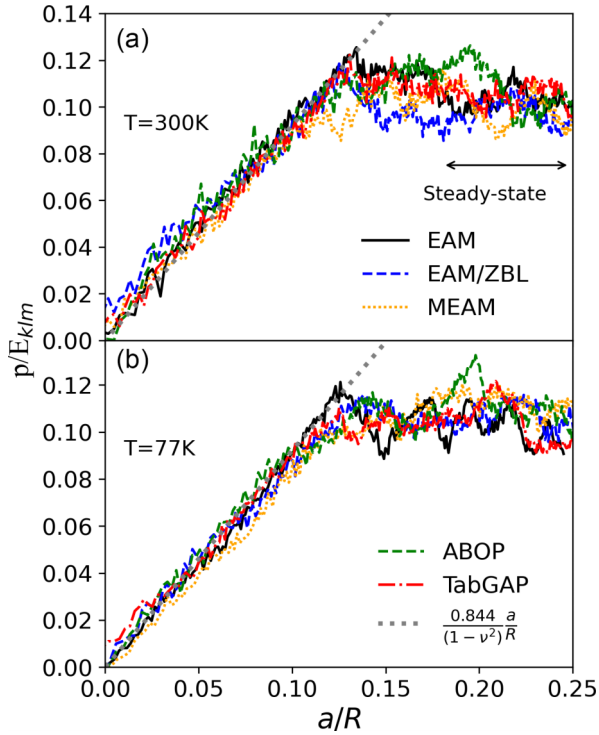 0.14
(a)
0.12
0.10
T=300K
0.08
0.06
Steady-state
0.04
EAM
EAM/ZBL
0.02
MEAM
0.00
p/E_{klm}
(b)
0.12
T=77K
0.10
0.08
0.06
ABOP
0.04
TabGAP
0.02
\frac{0.844}{(1-ν^2)}\frac{a}{R}
0.00
0.00 0.05 0.10 0.15 0.20 0.25
a/R